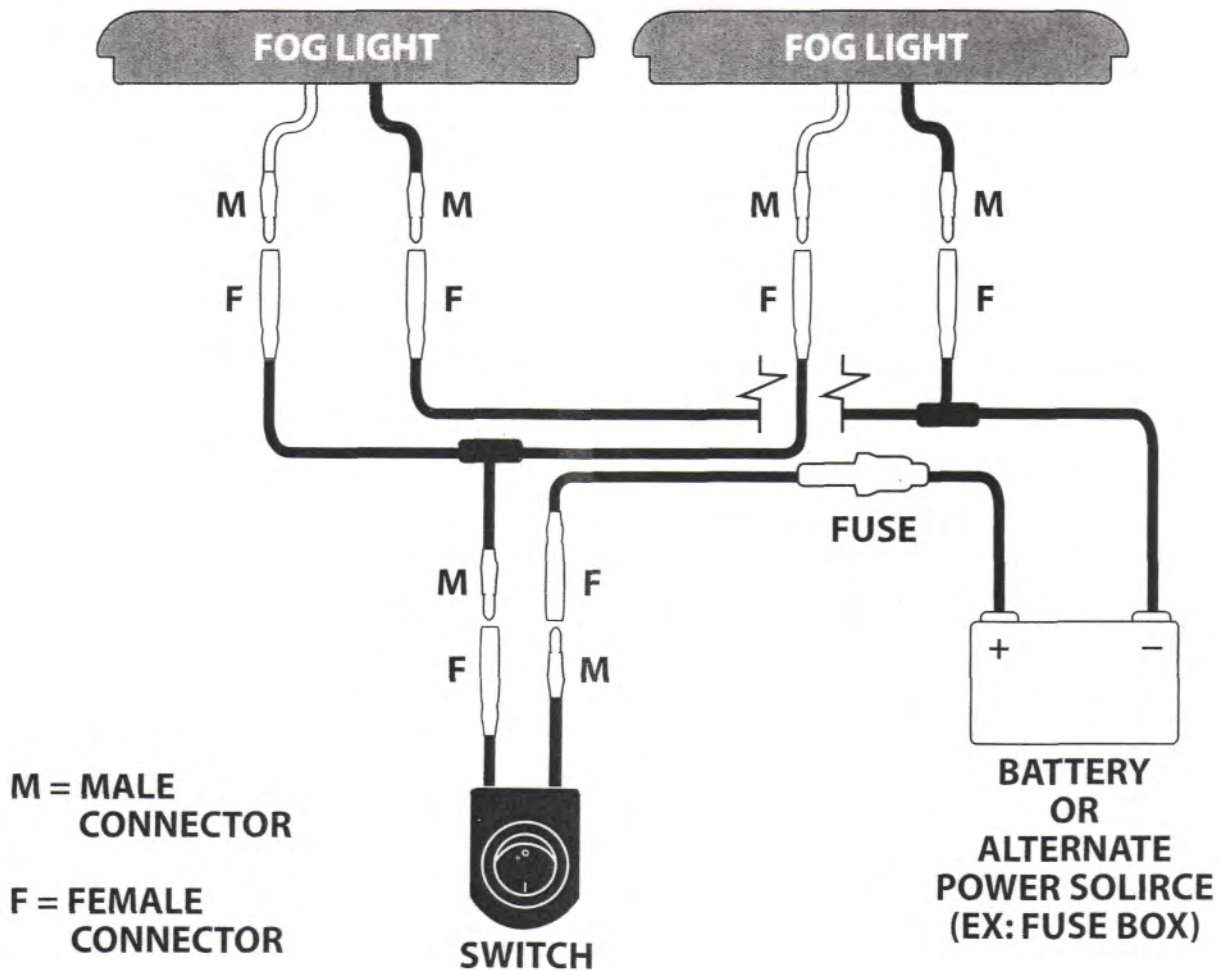 FOG LIGHT
FOG LIGHT
M
M
M
M
F
F
F
F
FUSE
M
F
F
M
+
−
M = MALE
CONNECTOR
F = FEMALE
CONNECTOR
SWITCH
BATTERY
OR
ALTERNATE
POWER SOLIRCE
(EX: FUSE BOX)